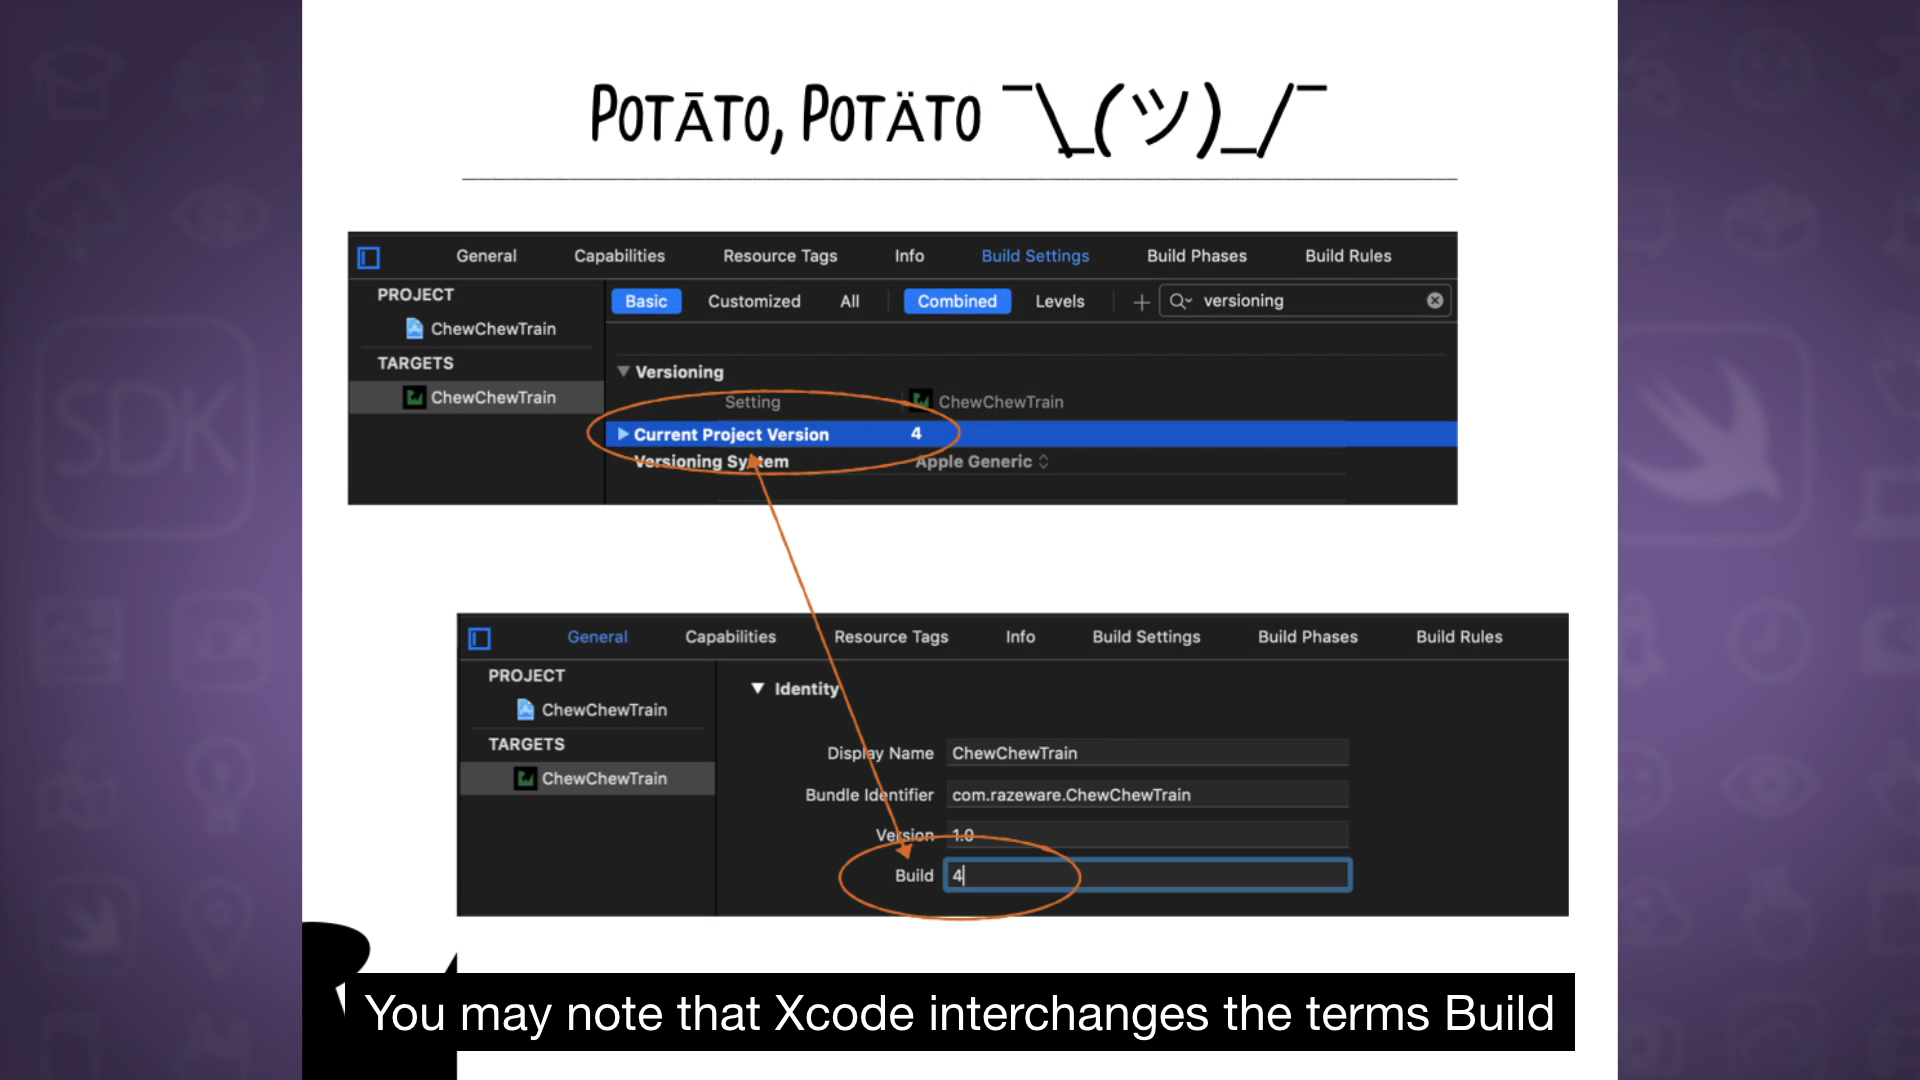 POTĀTO, POTÄTO ¯\_(ツ)_/¯
General Capabilities Resource Tags Info Build Settings Build Phases Build Rules
PROJECT
ChewChewTrain
TARGETS
ChewChewTrain
Basic Customized All Combined Levels + versioning
Versioning
Setting ChewChewTrain
Current Project Version 4
Versioning System Apple Generic
General Capabilities Resource Tags Info Build Settings Build Phases Build Rules
PROJECT
ChewChewTrain
TARGETS
ChewChewTrain
Identity
Display Name ChewChewTrain
Bundle Identifier com.razeware.ChewChewTrain
Version 1.0
Build 4
SDK
You may note that Xcode interchanges the terms Build